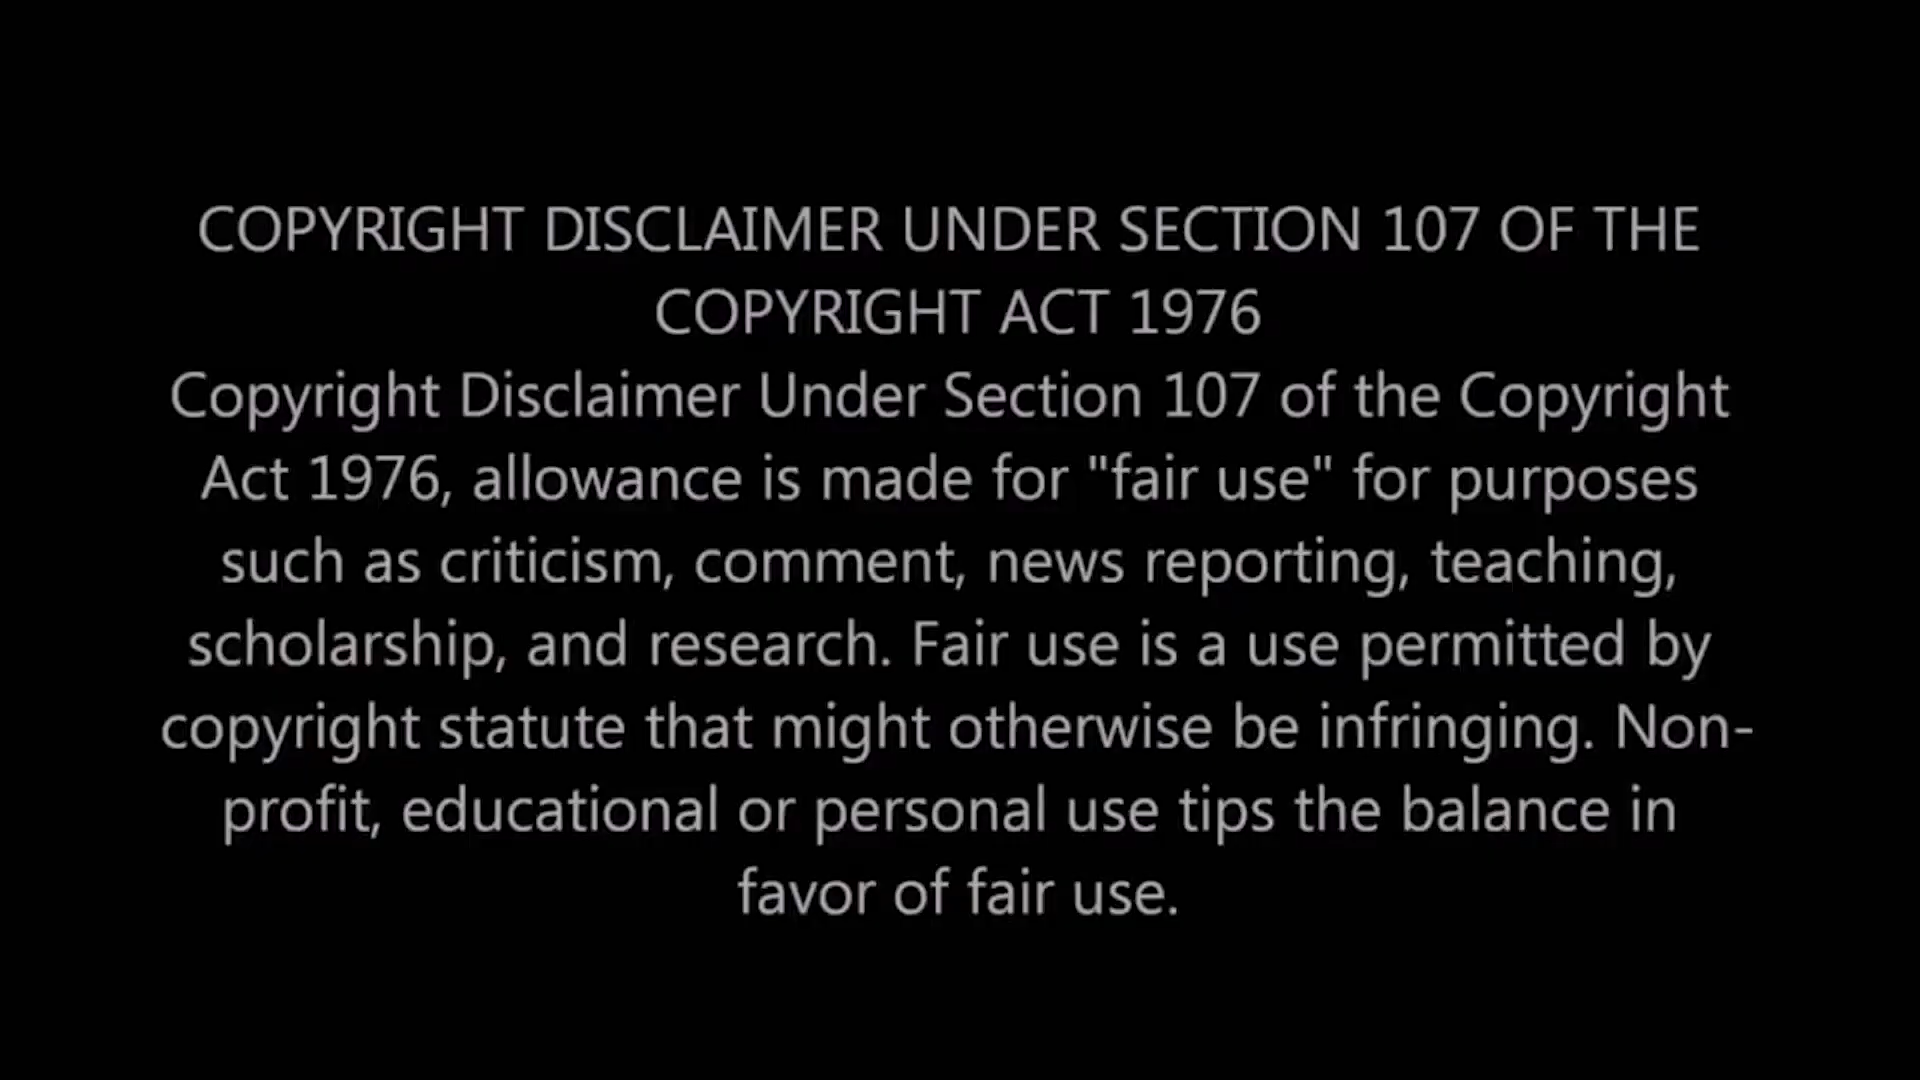 COPYRIGHT DISCLAIMER UNDER SECTION 107 OF THE
COPYRIGHT ACT 1976
Copyright Disclaimer Under Section 107 of the Copyright
Act 1976, allowance is made for "fair use" for purposes
such as criticism, comment, news reporting, teaching,
scholarship, and research. Fair use is a use permitted by
copyright statute that might otherwise be infringing. Non-
profit, educational or personal use tips the balance in
favor of fair use.